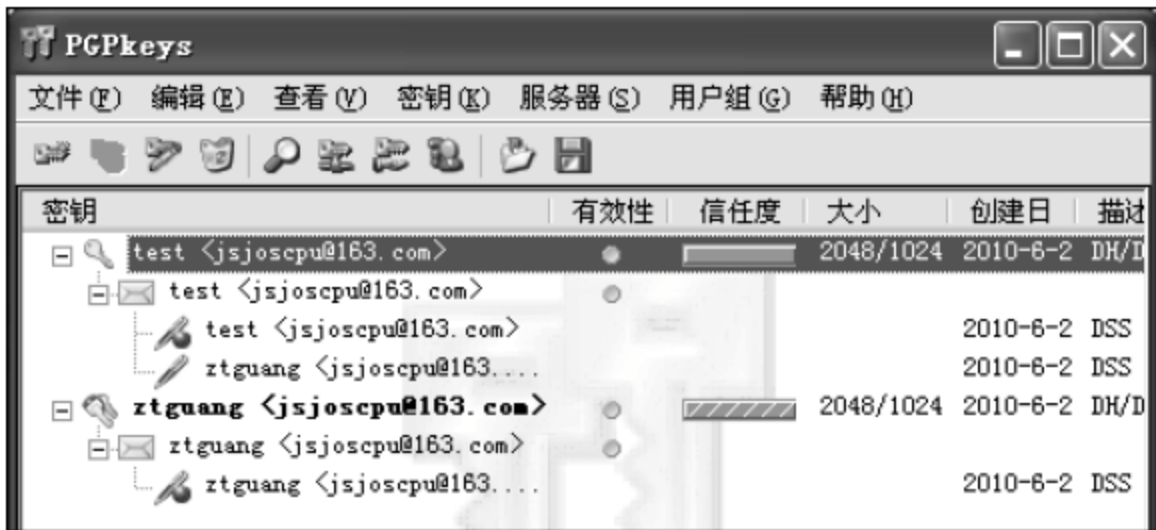 PGPkeys
文件(F) 编辑(E) 查看(V) 密钥(K) 服务器(S) 用户组(G) 帮助(H)
密钥 有效性 信任度 大小 创建日 描述
test <jsjoscpu@163.com> 2048/1024 2010-6-2 DH/D
test <jsjoscpu@163.com>
test <jsjoscpu@163.com> 2010-6-2 DSS
ztguang <jsjoscpu@163.... 2010-6-2 DSS
ztguang <jsjoscpu@163.com> 2048/1024 2010-6-2 DH/D
ztguang <jsjoscpu@163.com>
ztguang <jsjoscpu@163.... 2010-6-2 DSS